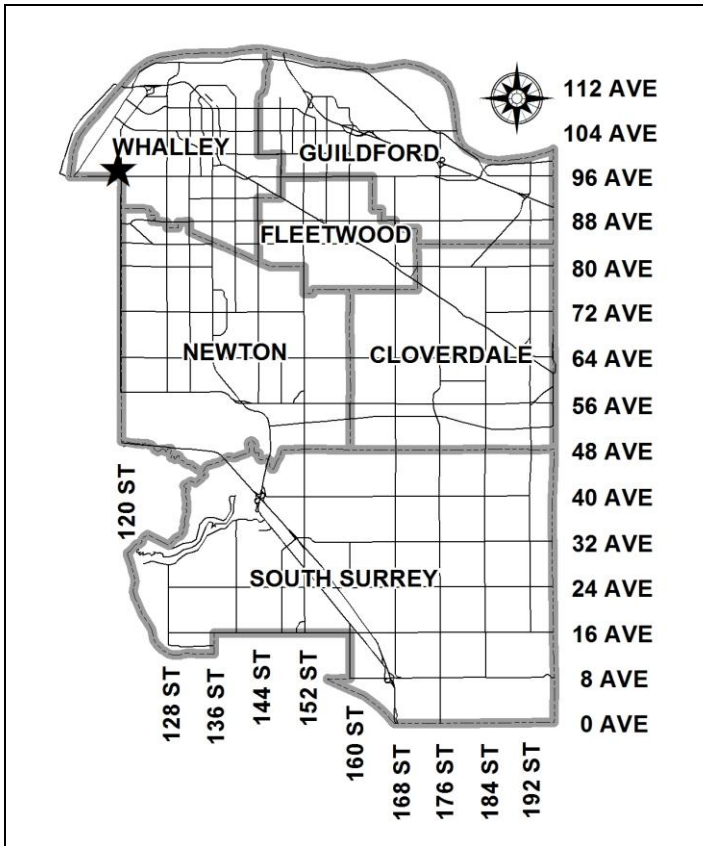 112 AVE
104 AVE
WHALLEY
GUILDFORD
96 AVE
88 AVE
FLEETWOOD
80 AVE
72 AVE
NEWTON
CLOVERDALE
64 AVE
56 AVE
48 AVE
120 ST
40 AVE
32 AVE
SOUTH SURREY
24 AVE
16 AVE
8 AVE
0 AVE
128 ST
136 ST
144 ST
152 ST
160 ST
168 ST
176 ST
184 ST
192 ST